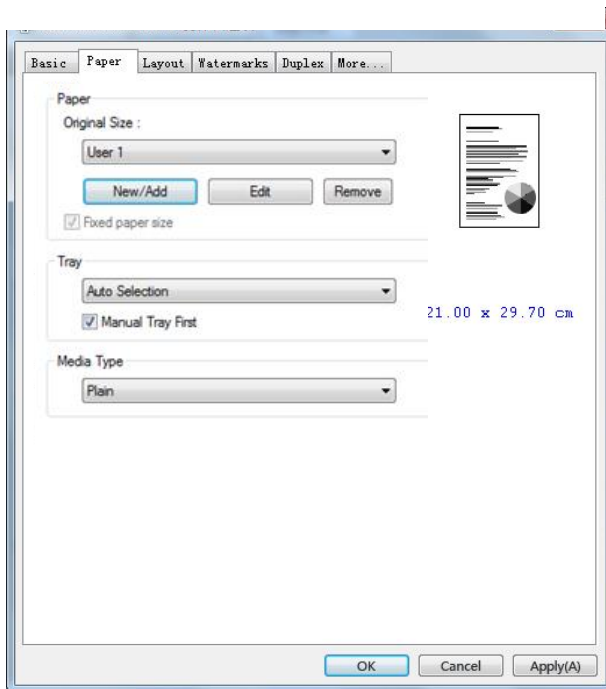 Basic Paper Layout Watermarks Duplex More...
Paper
Original Size :
User 1
New/Add Edit Remove
Fixed paper size
Tray
Auto Selection
Manual Tray First
21.00 x 29.70 cm
Media Type
Plain
OK Cancel Apply(A)